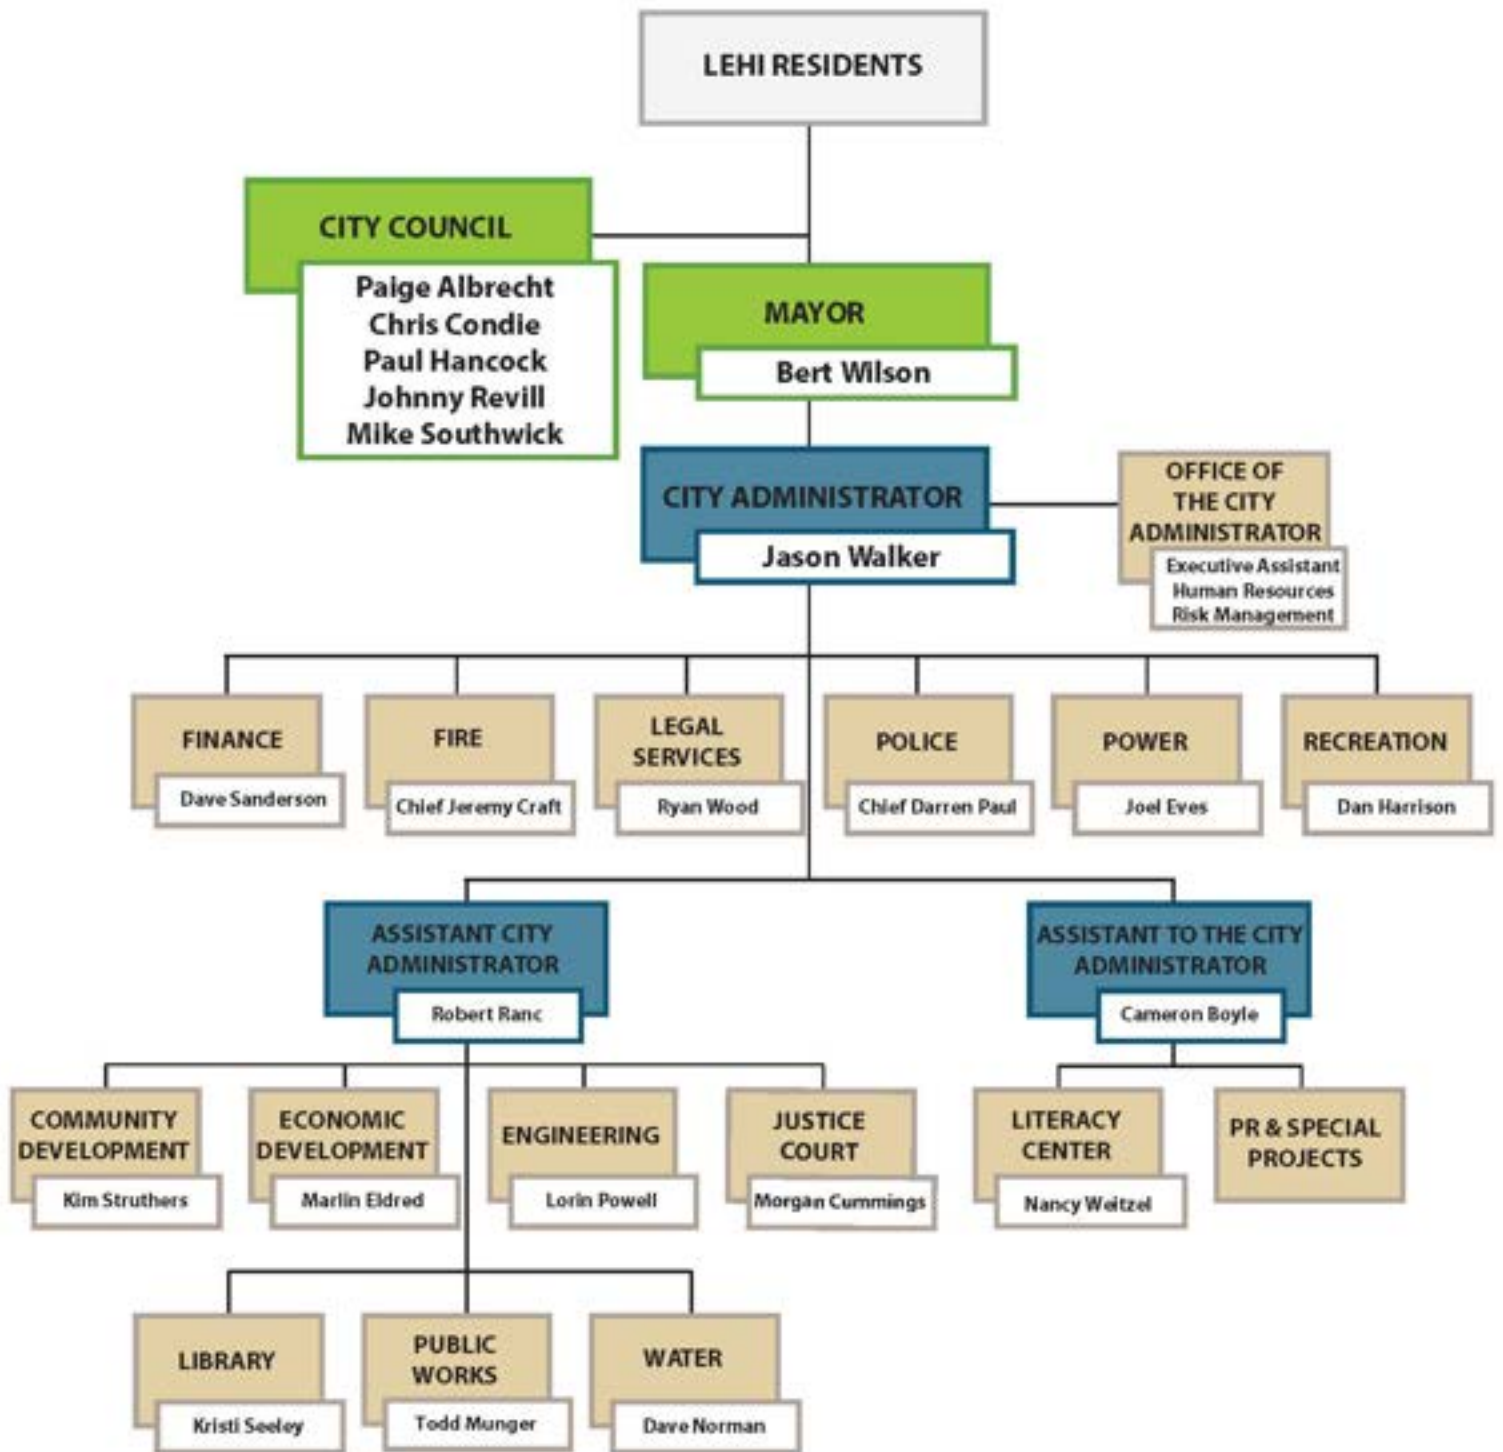 LEHI RESIDENTS
CITY COUNCIL
Paige Albrecht
Chris Condie
Paul Hancock
Johnny Revill
Mike Southwick
MAYOR
Bert Wilson
CITY ADMINISTRATOR
Jason Walker
OFFICE OF
THE CITY
ADMINISTRATOR
Executive Assistant
Human Resources
Risk Management
FINANCE
Dave Sanderson
FIRE
Chief Jeremy Craft
LEGAL
SERVICES
Ryan Wood
POLICE
Chief Darren Paul
POWER
Joel Eves
RECREATION
Dan Harrison
ASSISTANT CITY
ADMINISTRATOR
Robert Ranc
ASSISTANT TO THE CITY
ADMINISTRATOR
Cameron Boyle
COMMUNITY
DEVELOPMENT
Kim Struthers
ECONOMIC
DEVELOPMENT
Marlin Eldred
ENGINEERING
Lorin Powell
JUSTICE
COURT
Morgan Cummings
LITERACY
CENTER
Nancy Weitzel
PR & SPECIAL
PROJECTS
LIBRARY
Kristi Seeley
PUBLIC
WORKS
Todd Munger
WATER
Dave Norman